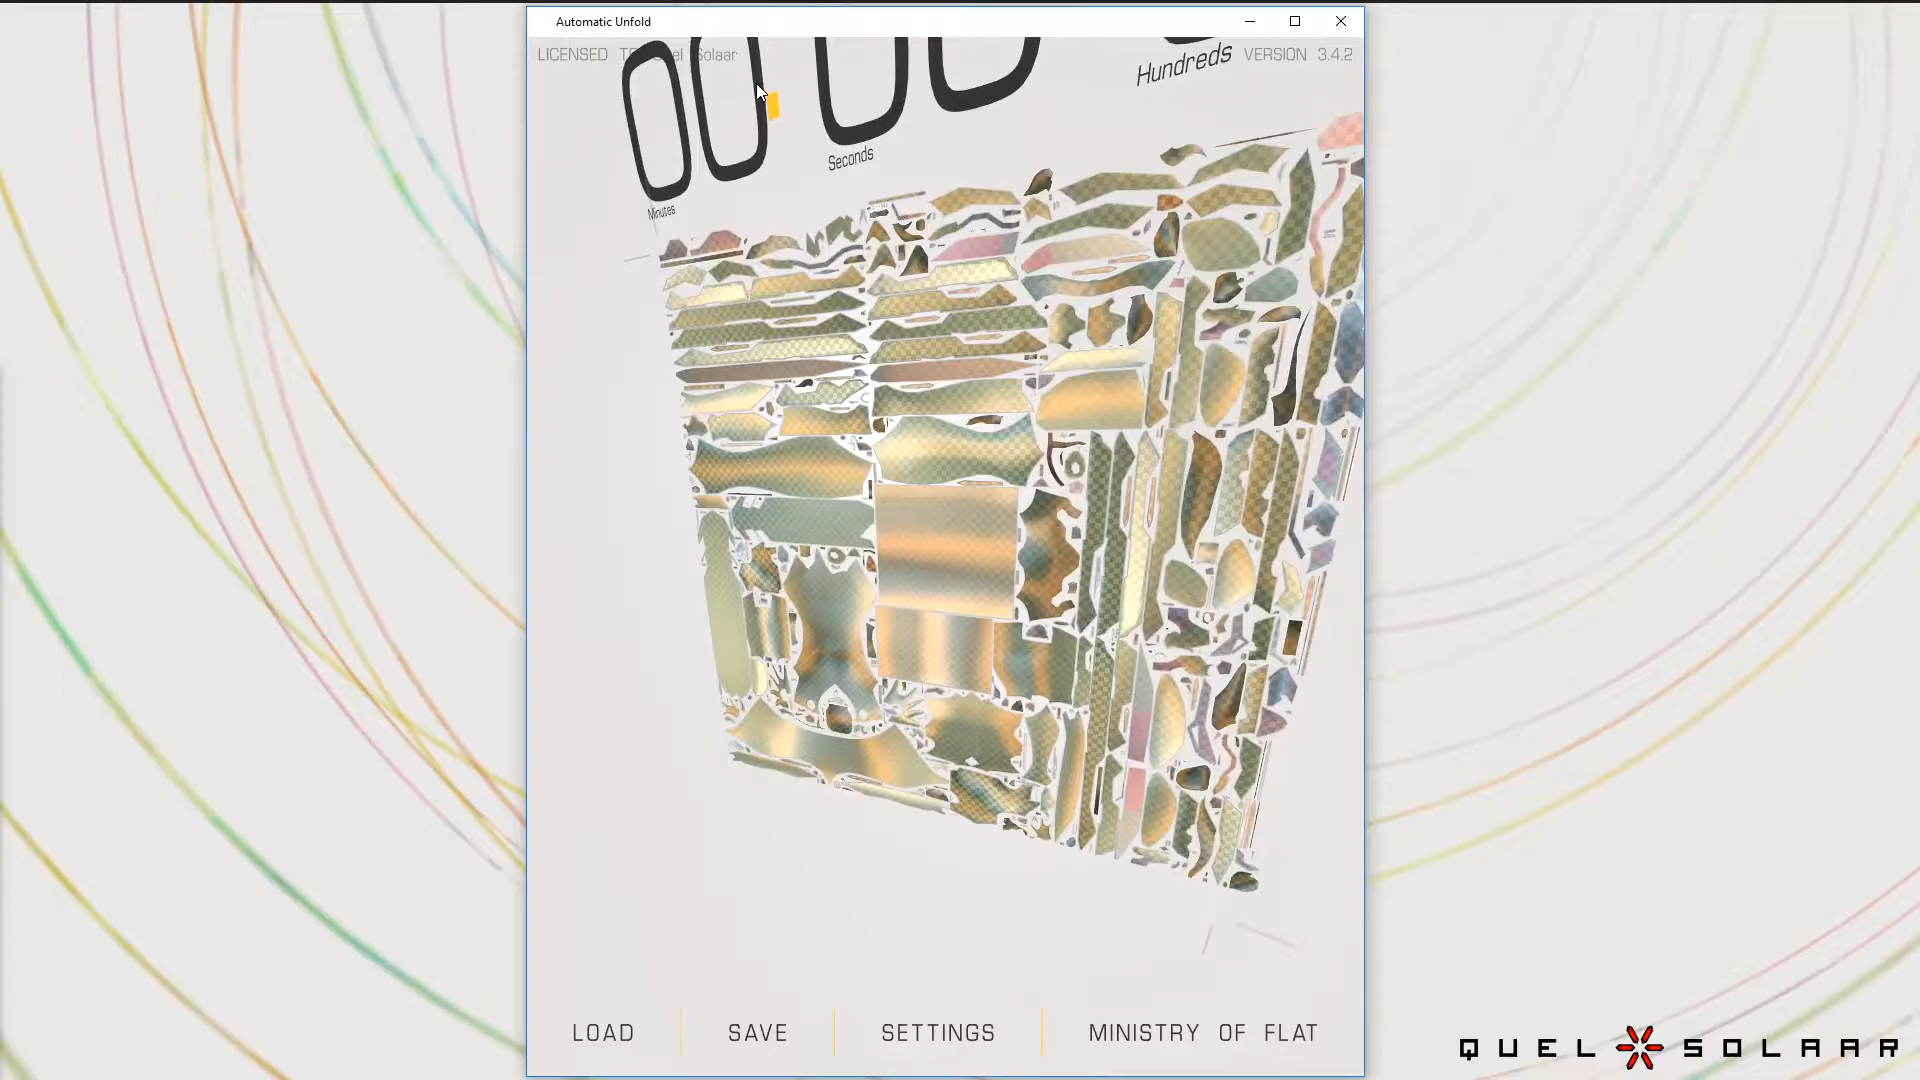 Automatic Unfold
LICENSED Solaar
VERSION 3.4.2
Hundreds
Seconds
Minutes
LOAD
SAVE
SETTINGS
MINISTRY OF FLAT
QUEL SOLAAR